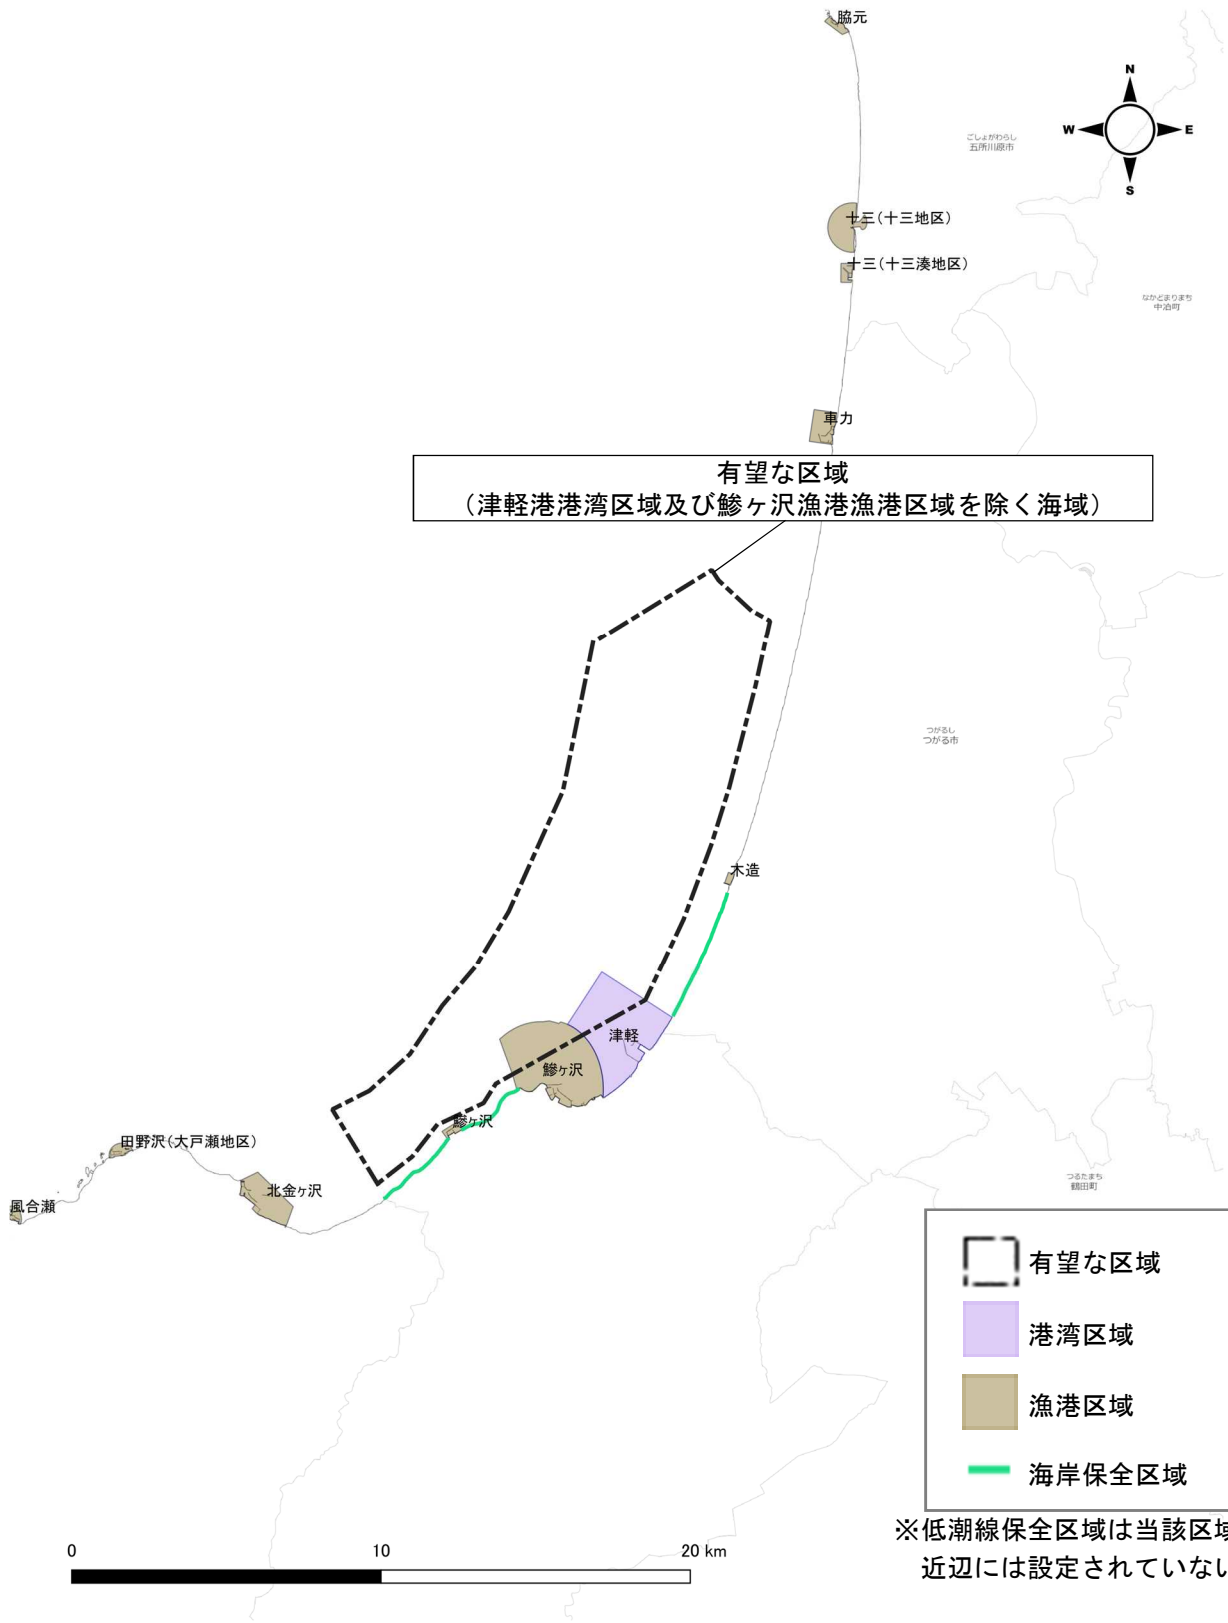 脇元
N
W
E
S
ごしょがわらし
五所川原市
十三(十三地区)
十三(十三湊地区)
なかどまりまち
中泊町
車力
有望な区域
(津軽港港湾区域及び鰺ヶ沢漁港漁港区域を除く海域)
つがるし
つがる市
木造
津軽
鰺ヶ沢
鰺ヶ沢
田野沢(大戸瀬地区)
北金ヶ沢
風合瀬
つるたまち
鶴田町
有望な区域
港湾区域
漁港区域
海岸保全区域
※低潮線保全区域は当該区域
近辺には設定されていない
0 10 20 km